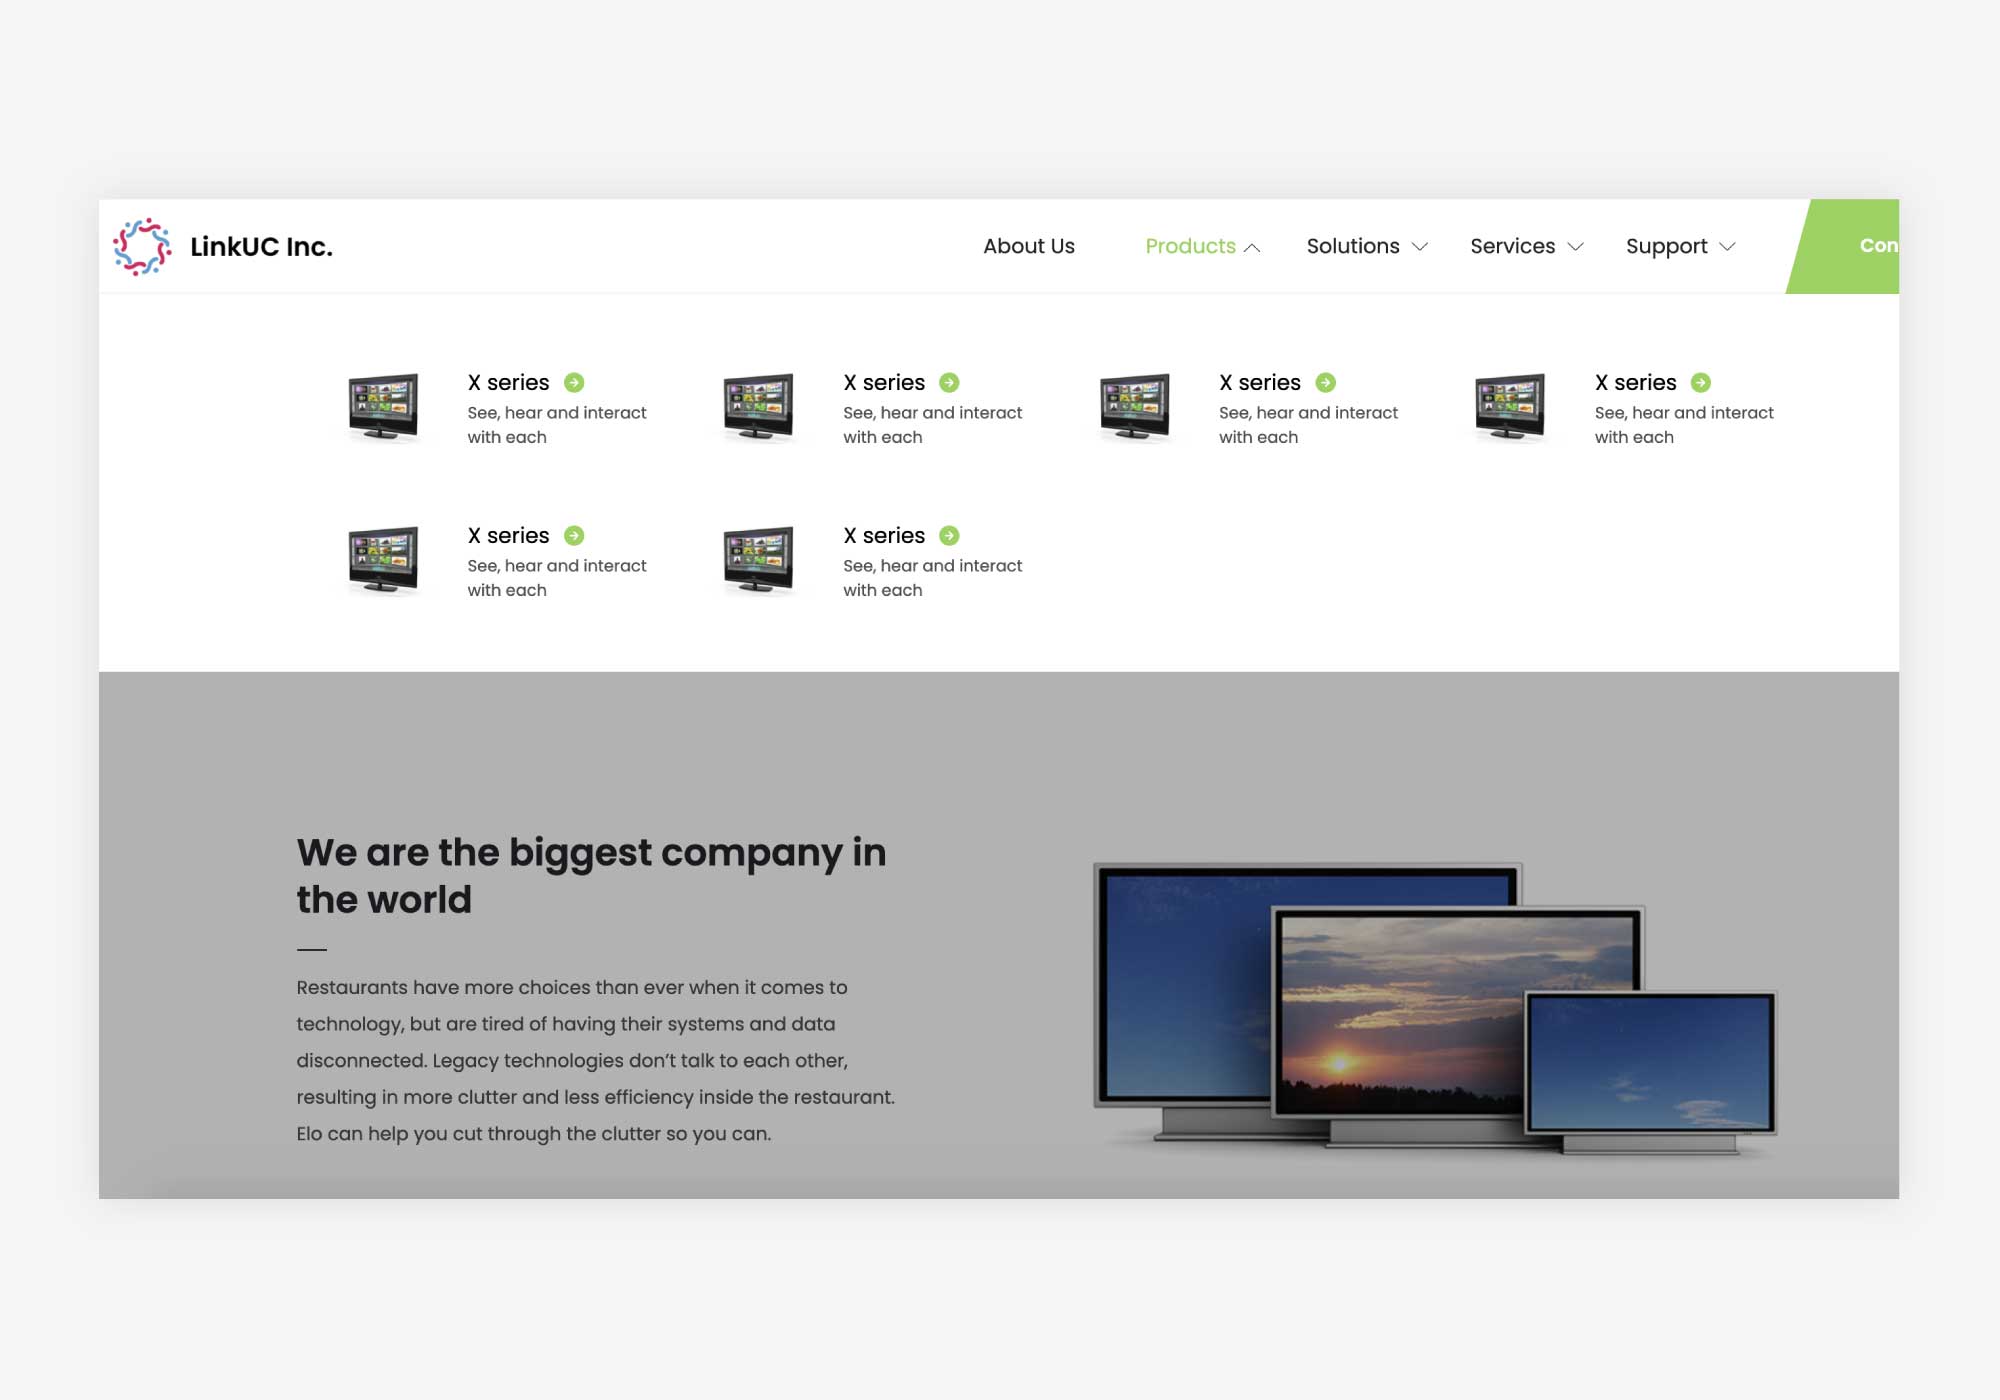 LinkUC Inc.
About Us
Products
Solutions
Services
Support
Con
X series
See, hear and interact
with each
X series
See, hear and interact
with each
X series
See, hear and interact
with each
X series
See, hear and interact
with each
X series
See, hear and interact
with each
X series
See, hear and interact
with each
We are the biggest company in
the world
Restaurants have more choices than ever when it comes to
technology, but are tired of having their systems and data
disconnected. Legacy technologies don’t talk to each other,
resulting in more clutter and less efficiency inside the restaurant.
Elo can help you cut through the clutter so you can.